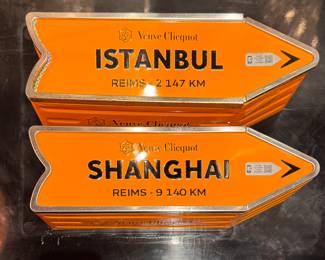 Veuve Clicquot
ISTANBUL
REIMS - 2 147 KM
Veuve Clicquot
Veuve Clicquot
SHANGHAI
REIMS - 9 140 KM